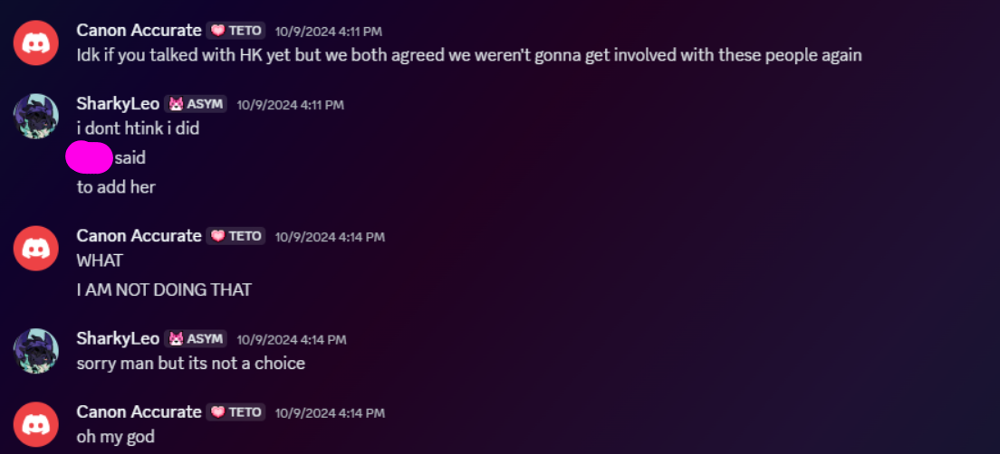 Canon Accurate TETO 10/9/2024 4:11 PM
Idk if you talked with HK yet but we both agreed we weren't gonna get involved with these people again
SharkyLeo ASYM 10/9/2024 4:11 PM
i dont htink i did
said
to add her
Canon Accurate TETO 10/9/2024 4:14 PM
WHAT
I AM NOT DOING THAT
SharkyLeo ASYM 10/9/2024 4:14 PM
sorry man but its not a choice
Canon Accurate TETO 10/9/2024 4:14 PM
oh my god